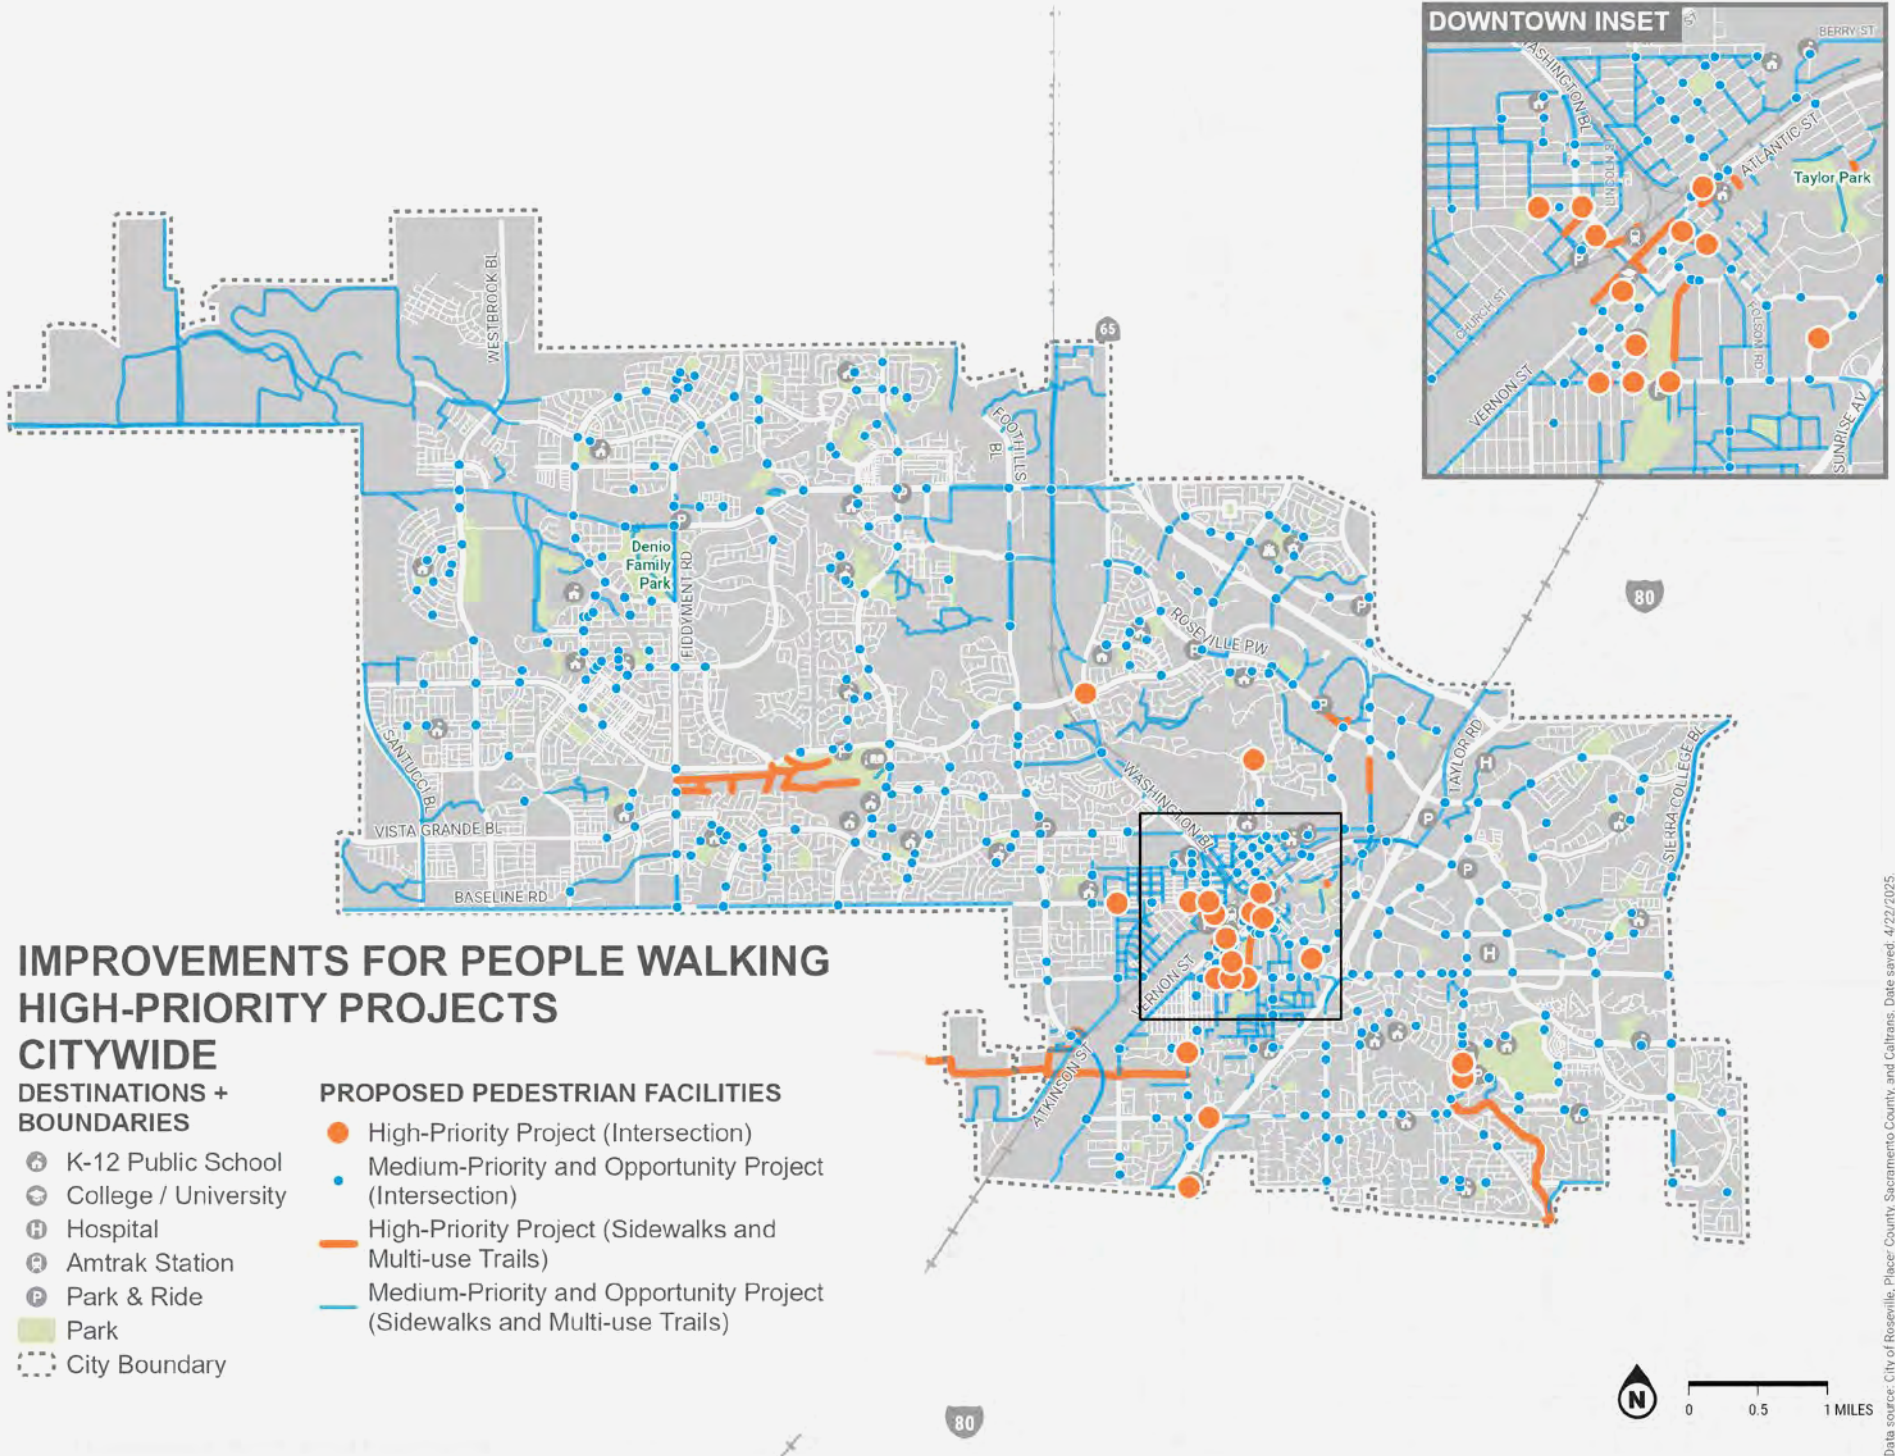 DOWNTOWN INSET
ST
BERRY ST
WASHINGTON BL
LINCOLN ST
ATLANTIC ST
Taylor Park
CHURCH ST
FOLSOM RD
VERNON ST
SUNRISE AV
P
P
65
80
WESTBROOK BL
FOOTHILLS
BL
Denio
Family
Park
FIDDYMENT RD
ROSEVILLE PW
SANTUCCI BL
VISTA GRANDE BL
BASELINE RD
WASHINGTON BL
TAYLOR RD
SIERRA COLLEGE BL
VERNON ST
ATKINSON ST
P
P
P
P
P
P
P
P
H
H
IMPROVEMENTS FOR PEOPLE WALKING
HIGH-PRIORITY PROJECTS
CITYWIDE
DESTINATIONS +
BOUNDARIES
K-12 Public School
College / University
H Hospital
Amtrak Station
P Park & Ride
Park
City Boundary
PROPOSED PEDESTRIAN FACILITIES
High-Priority Project (Intersection)
Medium-Priority and Opportunity Project
(Intersection)
High-Priority Project (Sidewalks and
Multi-use Trails)
Medium-Priority and Opportunity Project
(Sidewalks and Multi-use Trails)
80
N
0 0.5 1 MILES
Data source: City of Roseville, Placer County, Sacramento County, and Caltrans. Date saved: 4/22/2025